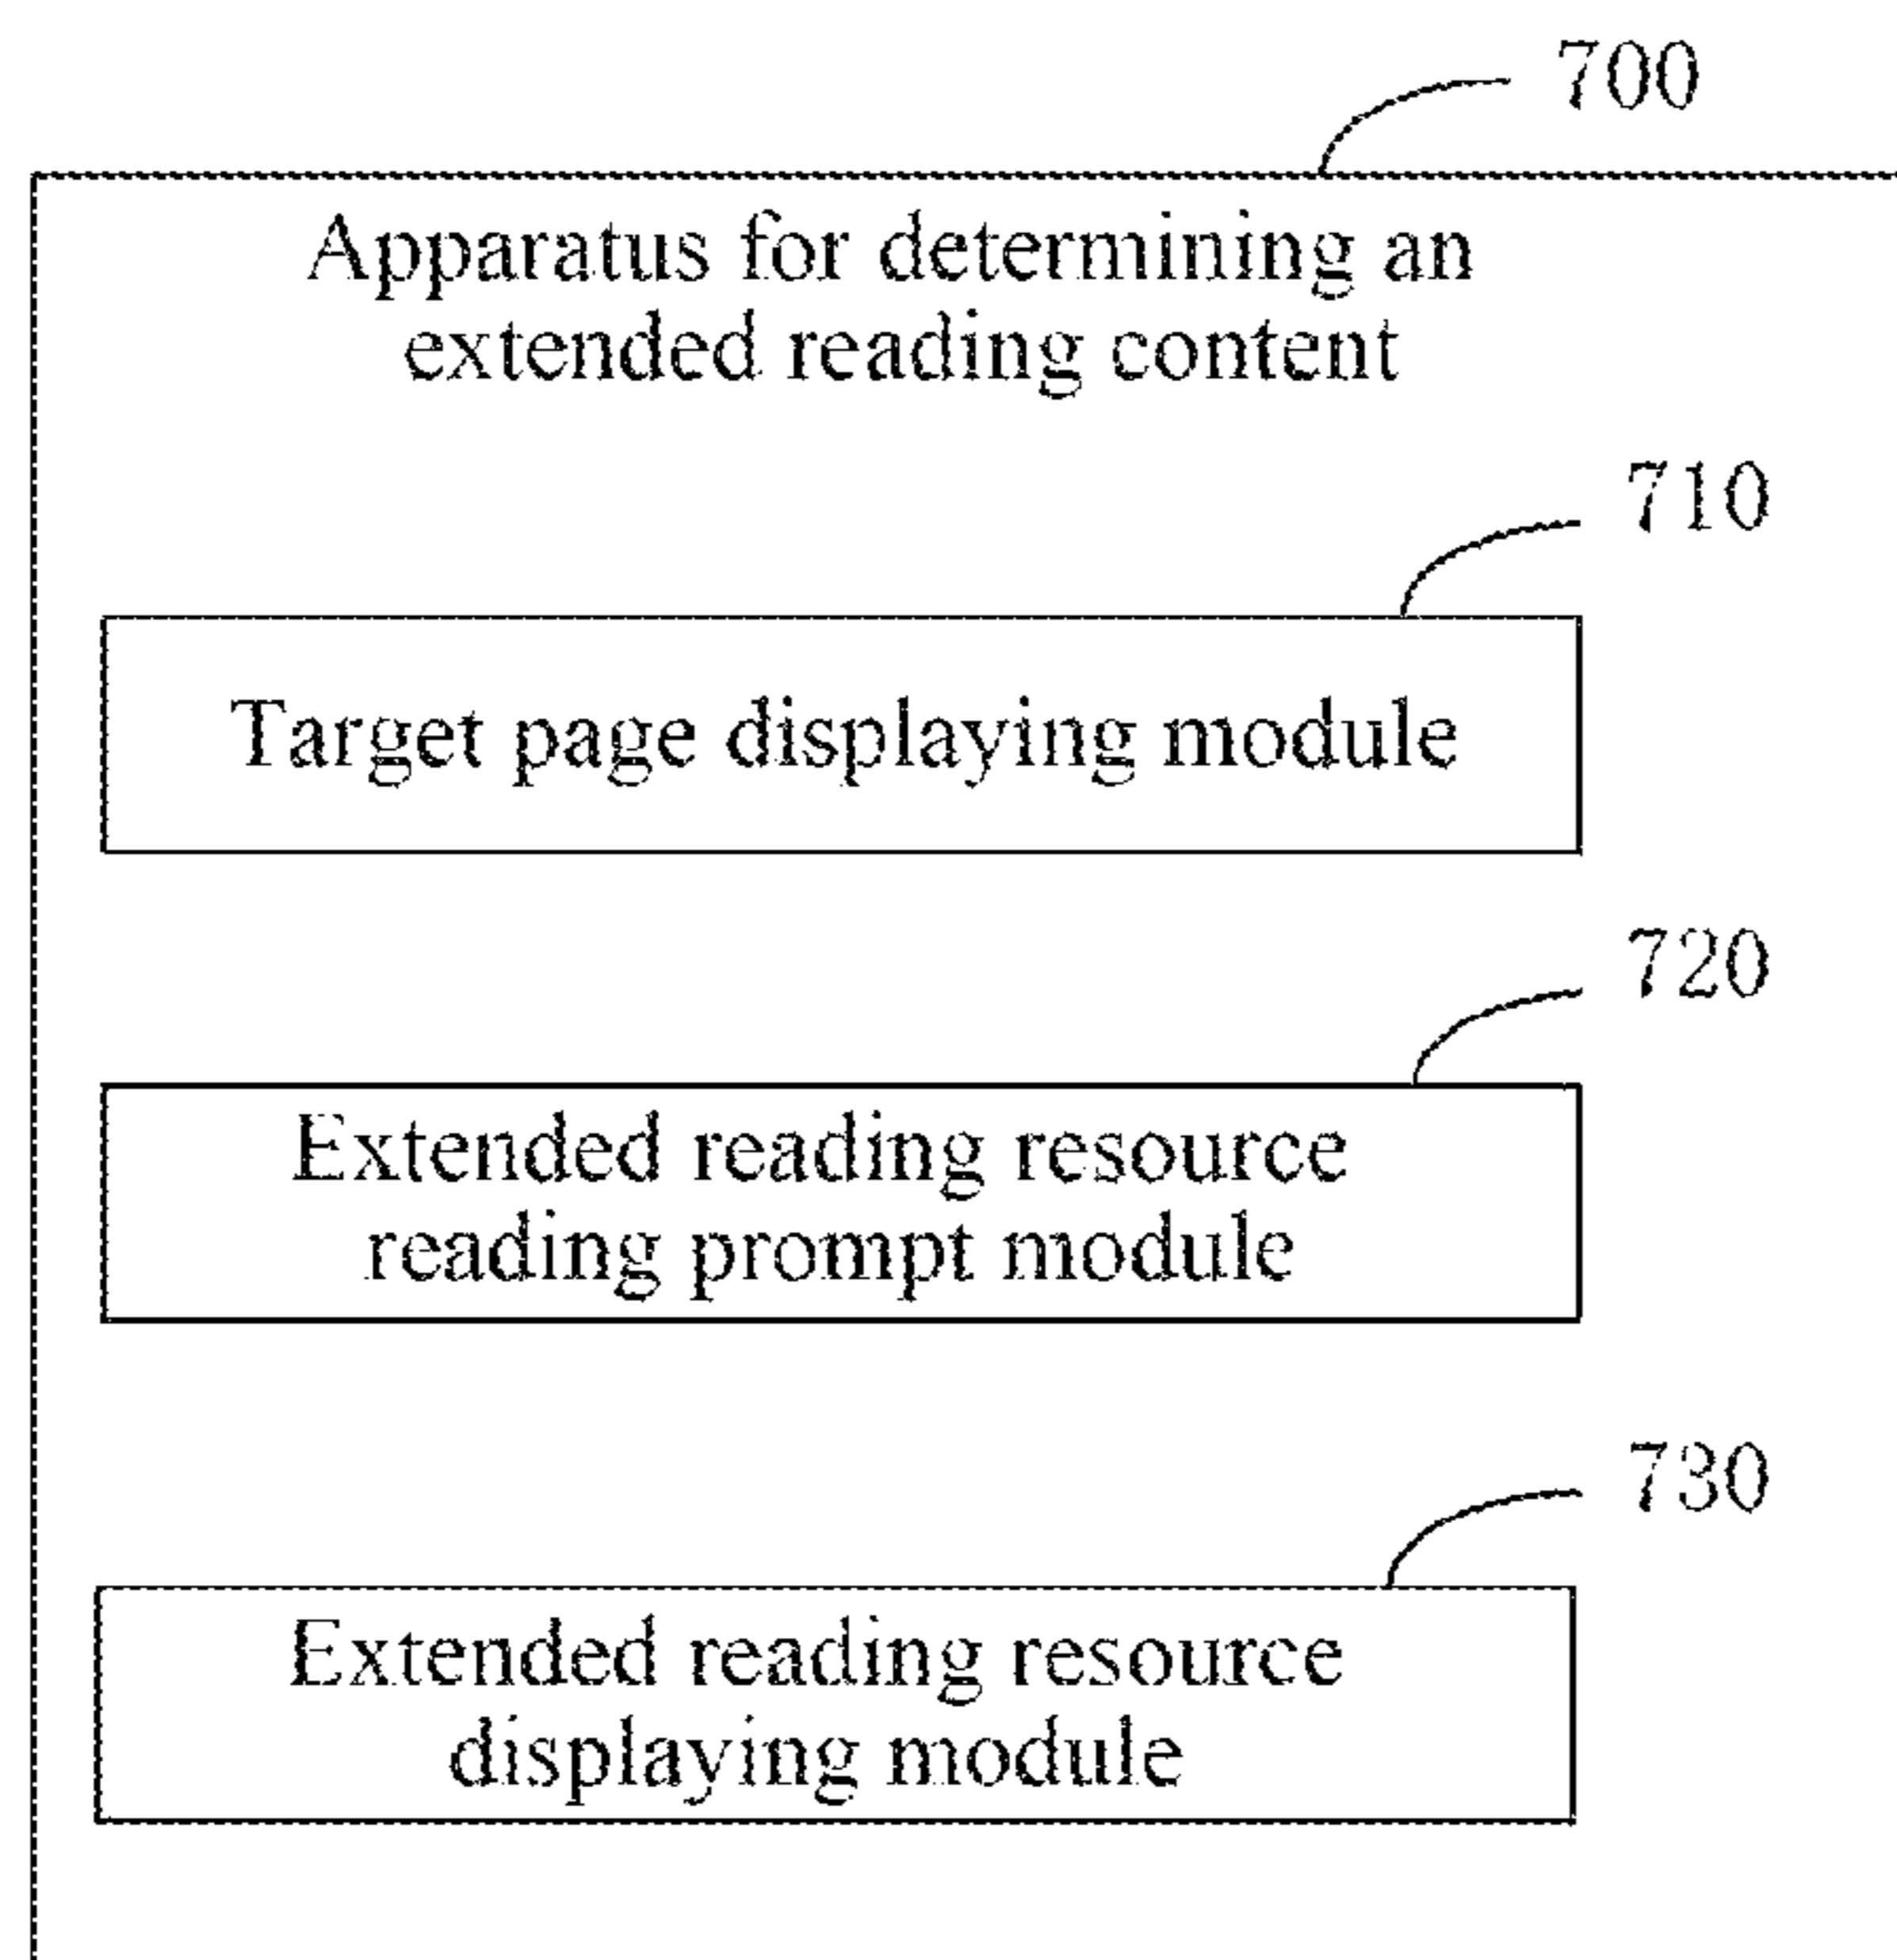 700
Apparatus for determining an
extended reading content
710
Target page displaying module
720
Extended reading resource
reading prompt module
730
Extended reading resource
displaying module